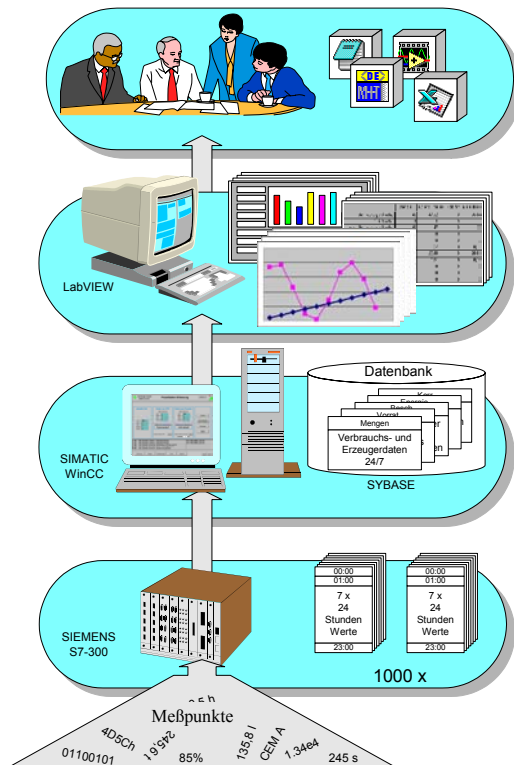 <DE>
M-HT
LabVIEW
SIMATIC
WinCC
Datenbank
Mengen
Verbrauchs- und
Erzeugerdaten
24/7
SYBASE
SIEMENS
S7-300
00:00
01:00
7 x
24
Stunden
Werte
23:00
00:00
01:00
7 x
24
Stunden
Werte
23:00
1000 x
Meßpunkte
4D5Ch
245,6 l
135,8 l
CEM A
01100101
85%
1.34e4
245 s